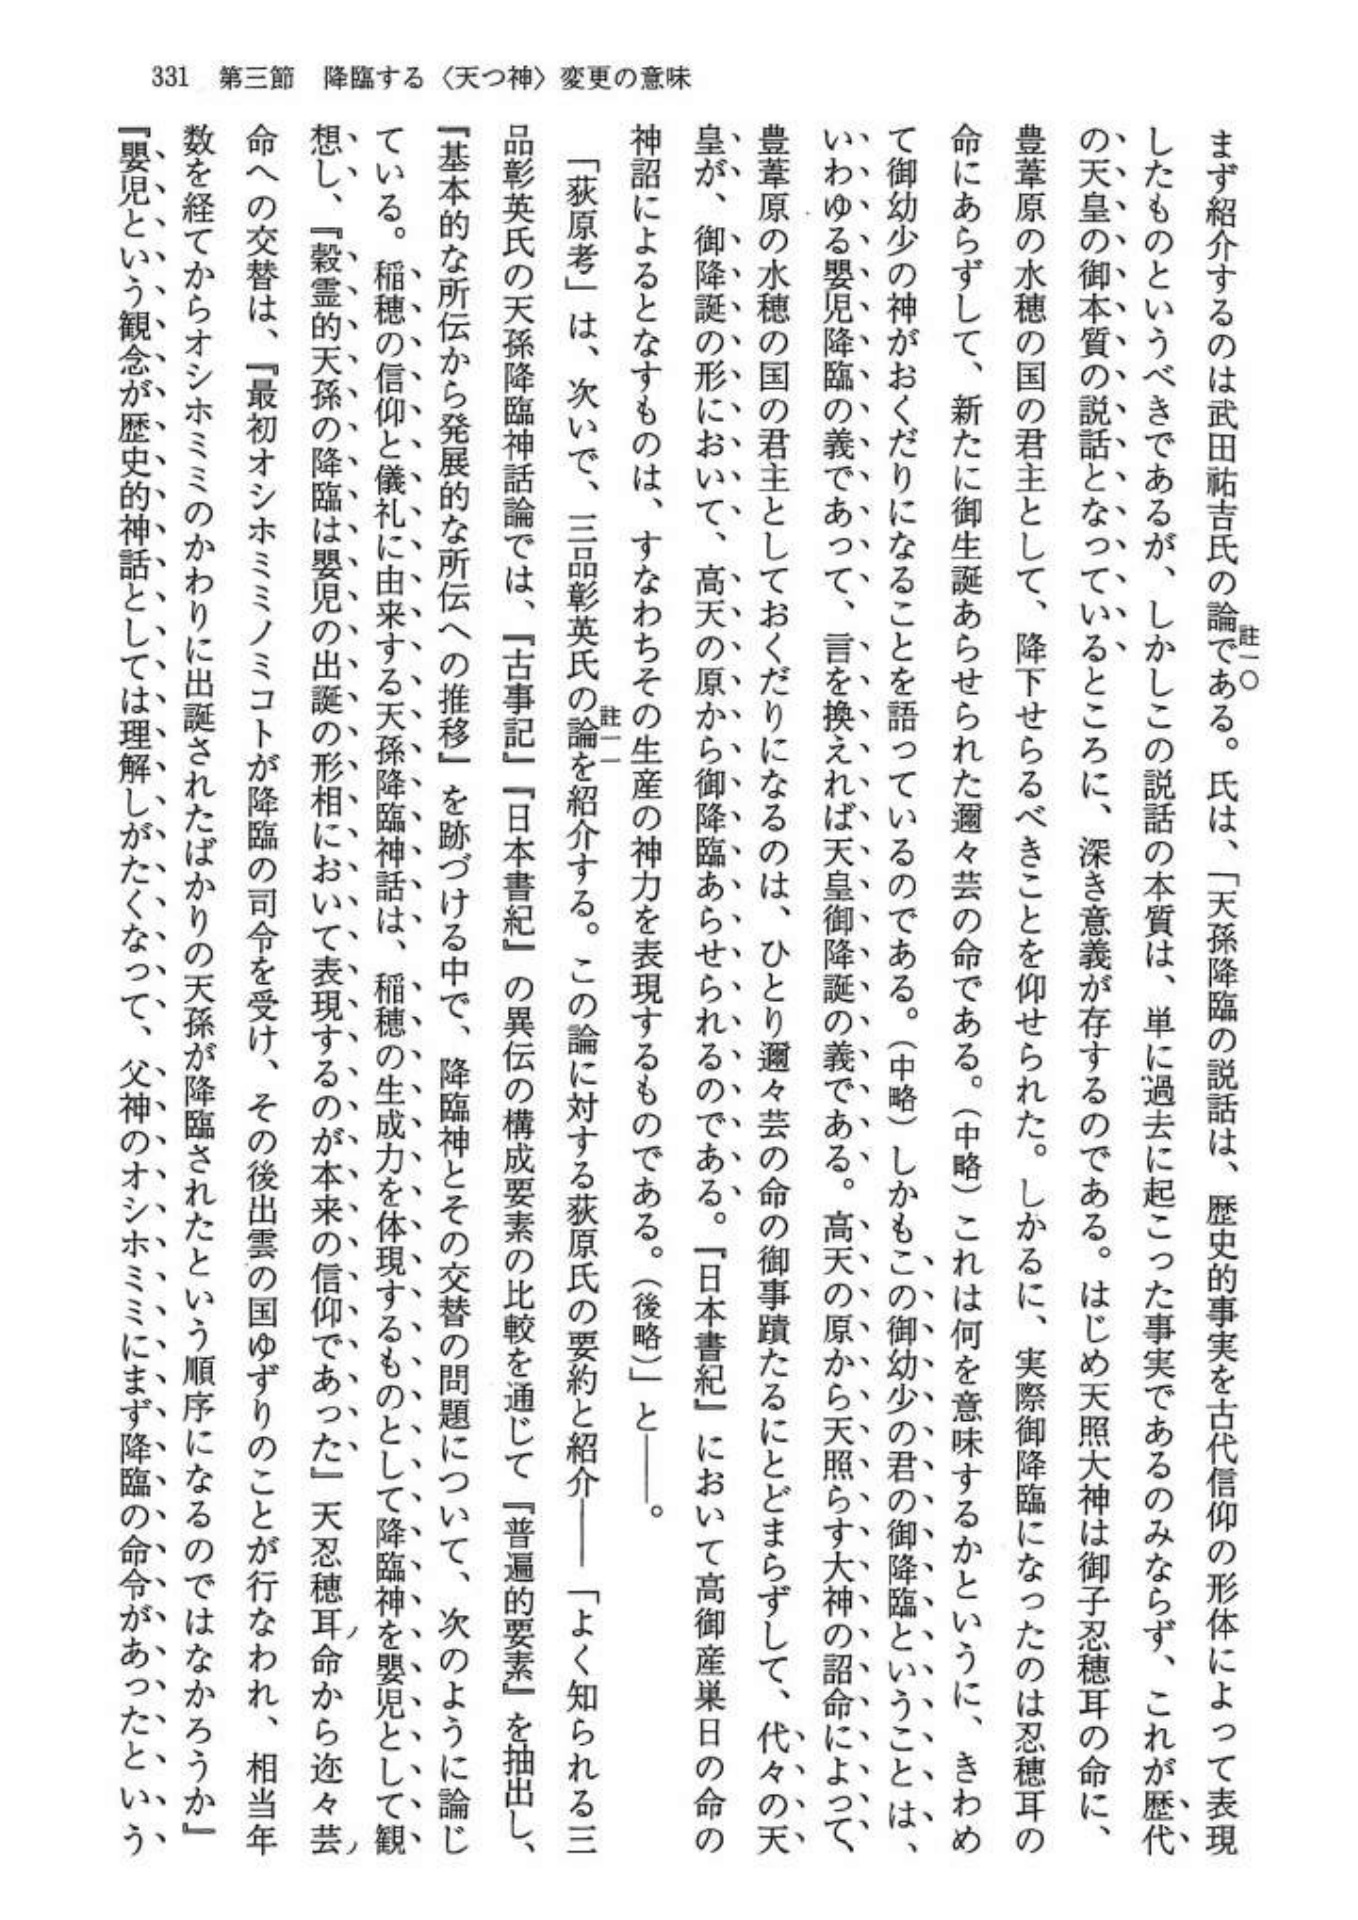 331　第三節　降臨する〈天つ神〉変更の意味
まず紹介するのは武田祐吉氏の論註一〇である。氏は、「天孫降臨の説話は、歴史的事実を古代信仰の形体によって表現
したものというべきであるが、しかしこの説話の本質は、単に過去に起こった事実であるのみならず、これが歴代
の天皇の御本質の説話となっているところに、深き意義が存するのである。はじめ天照大神は御子忍穂耳の命に、
豊葦原の水穂の国の君主として、降下せらるべきことを仰せられた。しかるに、実際御降臨になったのは忍穂耳の
命にあらずして、新たに御生誕あらせられた邇々芸の命である。（中略）これは何を意味するかというに、きわめ
て御幼少の神がおくだりになることを語っているのである。（中略）しかもこの御幼少の君の御降臨ということは、
いわゆる嬰児降臨の義であって、言を換えれば天皇御降誕の義である。高天の原から天照らす大神の詔命によって、
豊葦原の水穂の国の君主としておくだりになるのは、ひとり邇々芸の命の御事蹟たるにとどまらずして、代々の天
皇が、御降誕の形において、高天の原から御降臨あらせられるのである。『日本書紀』において高御産巣日の命の
神詔によるとなすものは、すなわちその生産の神力を表現するものである。（後略）」と――。
「荻原考」は、次いで、三品彰英氏の論註一一を紹介する。この論に対する荻原氏の要約と紹介――「よく知られる三
品彰英氏の天孫降臨神話論では、『古事記』『日本書紀』の異伝の構成要素の比較を通じて『普遍的要素』を抽出し、
『基本的な所伝から発展的な所伝への推移』を跡づける中で、降臨神とその交替の問題について、次のように論じ
ている。稲穂の信仰と儀礼に由来する天孫降臨神話は、稲穂の生成力を体現するものとして降臨神を嬰児として観
想し、『穀霊的天孫の降臨は嬰児の出誕の形相において表現するのが本来の信仰であった』天忍穂耳ノ命から迩々芸ノ
命への交替は、『最初オシホミミノミコトが降臨の司令を受け、その後出雲の国ゆずりのことが行なわれ、相当年
数を経てからオシホミミのかわりに出誕されたばかりの天孫が降臨されたという順序になるのではなかろうか』
『嬰児という観念が歴史的神話としては理解しがたくなって、父神のオシホミミにまず降臨の命令があったという